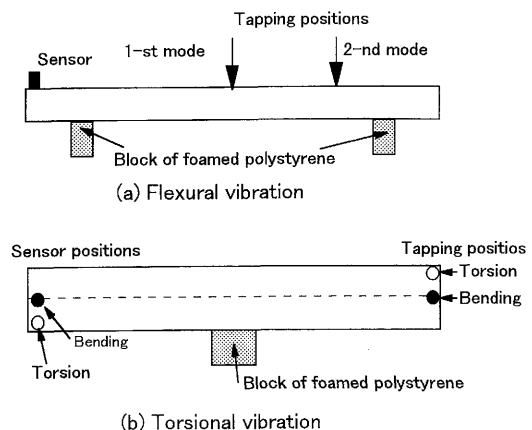 Tapping positions
Sensor
1-st mode
2-nd mode
Block of foamed polystyrene
(a) Flexural vibration
Sensor positions
Tapping positios
Torsion
Bending
Bending
Torsion
Block of foamed polystyrene
(b) Torsional vibration